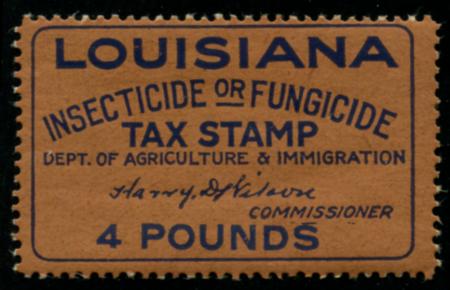 LOUISIANA
INSECTICIDE OR FUNGICIDE
TAX STAMP
DEPT. OF AGRICULTURE & IMMIGRATION
Harry D. Wilson
COMMISSIONER
4 POUNDS